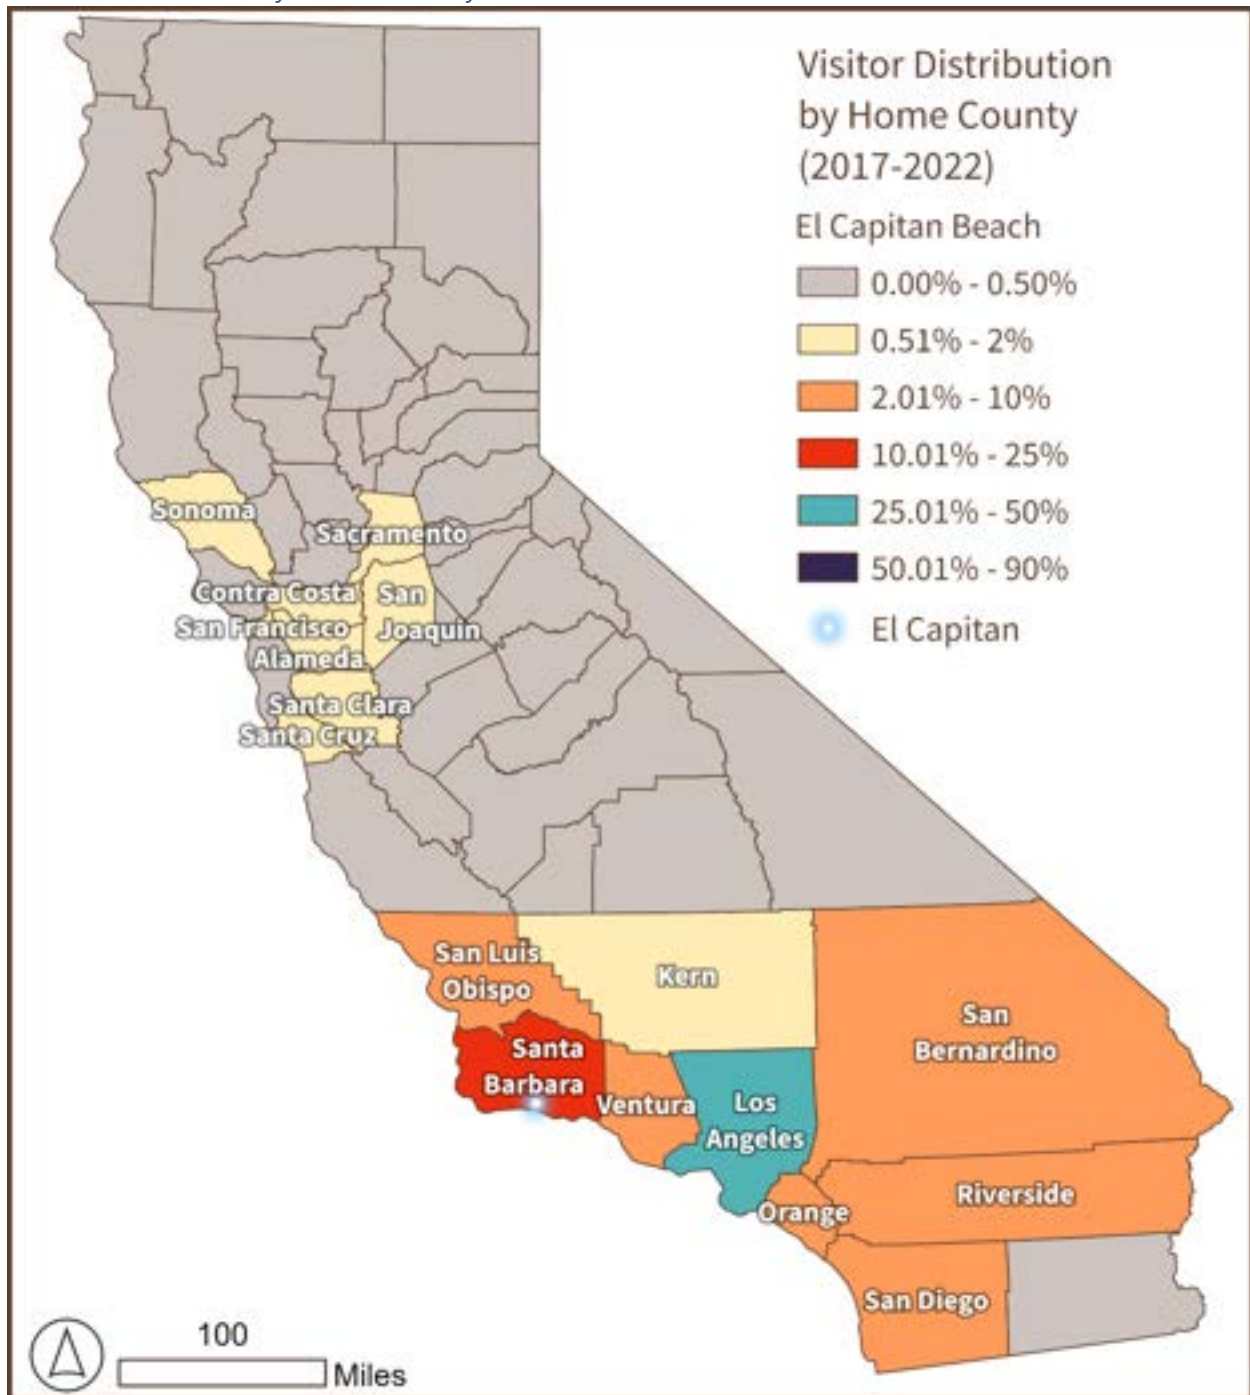 Visitor Distribution
by Home County
(2017-2022)
El Capitan Beach
0.00% - 0.50%
0.51% - 2%
2.01% - 10%
10.01% - 25%
25.01% - 50%
50.01% - 90%
El Capitan
Sonoma
Sacramento
Contra Costa
San
Joaquin
San Francisco
Alameda
Santa Clara
Santa Cruz
San Luis
Obispo
Kern
San
Bernardino
Santa
Barbara
Ventura
Los
Angeles
Riverside
Orange
San Diego
100
Miles